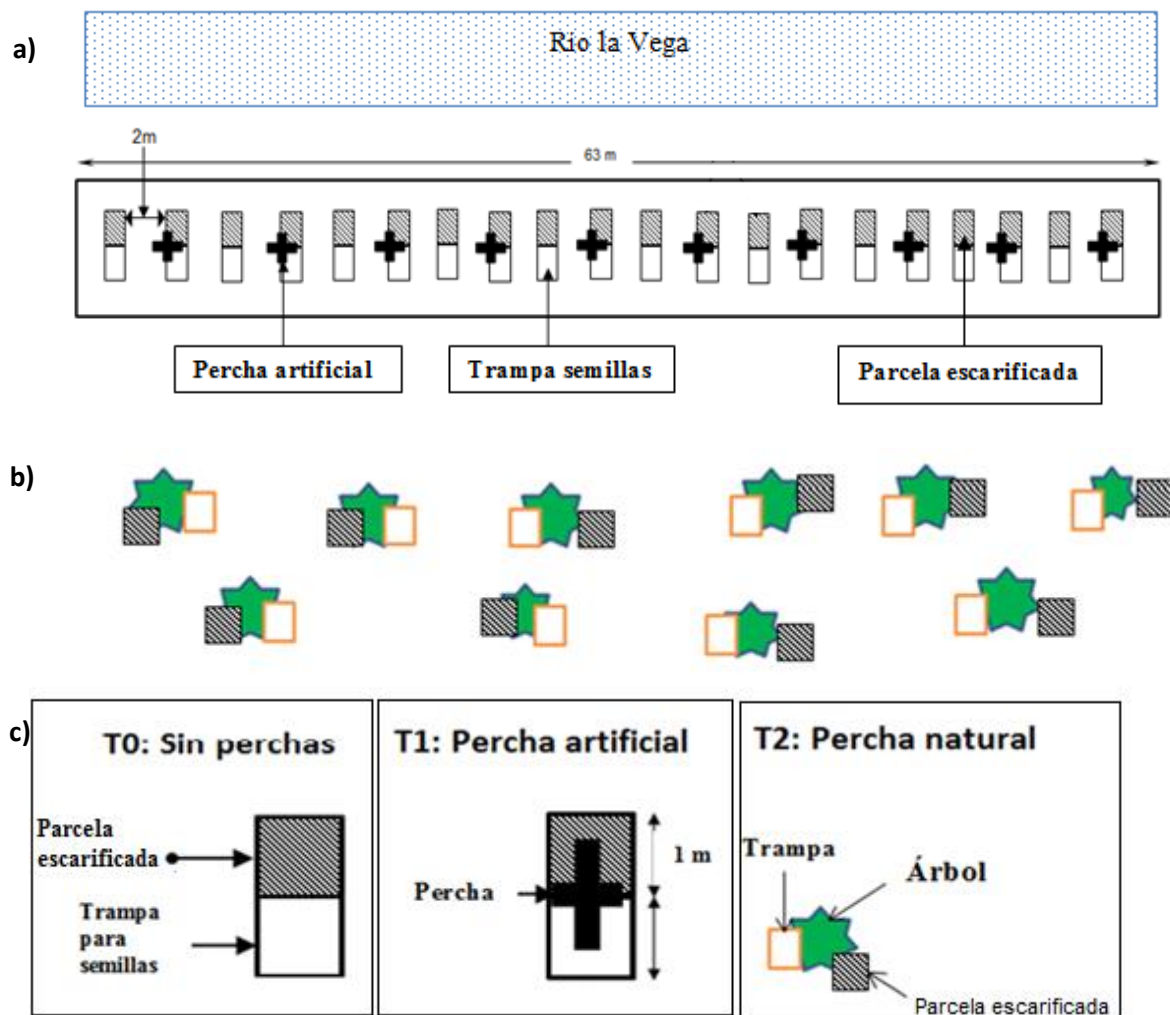 a)
Rio la Vega
2m
63 m
Percha artificial
Trampa semillas
Parcela escarificada
b)
c)
T0: Sin perchas
Parcela
escarificada
Trampa
para
semillas
T1: Percha artificial
1 m
Percha
T2: Percha natural
Trampa
Árbol
Parcela escarificada